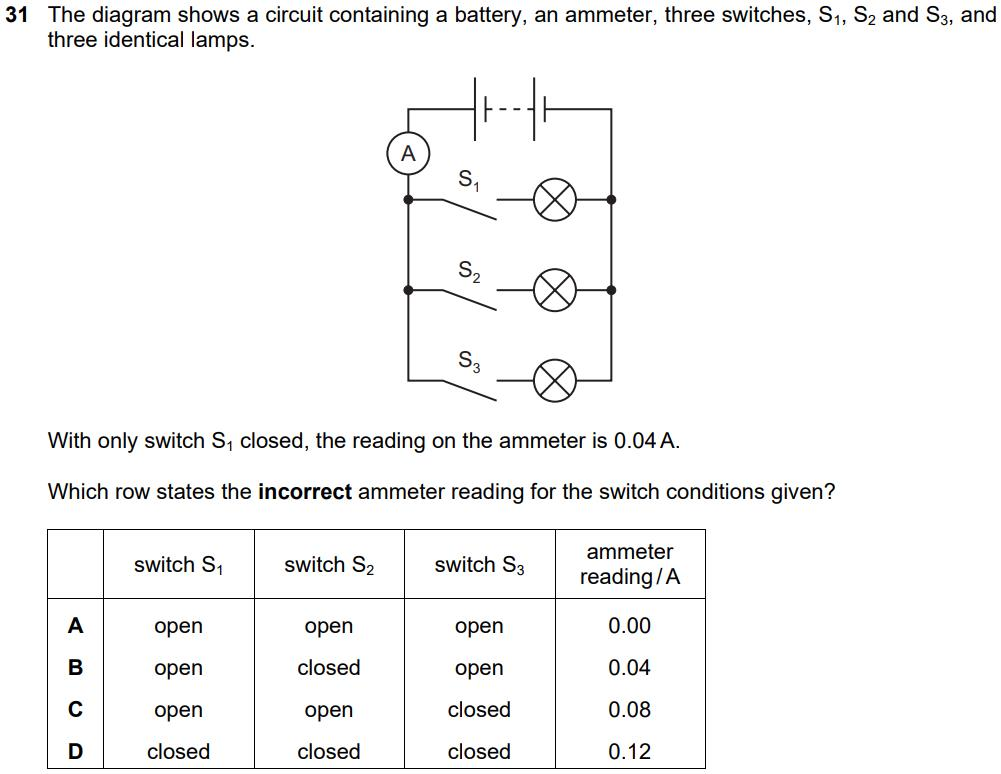 31 The diagram shows a circuit containing a battery, an ammeter, three switches, S₁, S₂ and S₃, and
three identical lamps.
A
S₁
S₂
S₃
With only switch S₁ closed, the reading on the ammeter is 0.04 A.
Which row states the incorrect ammeter reading for the switch conditions given?
switch S₁ switch S₂ switch S₃ ammeter
reading / A
A open open open 0.00
B open closed open 0.04
C open open closed 0.08
D closed closed closed 0.12